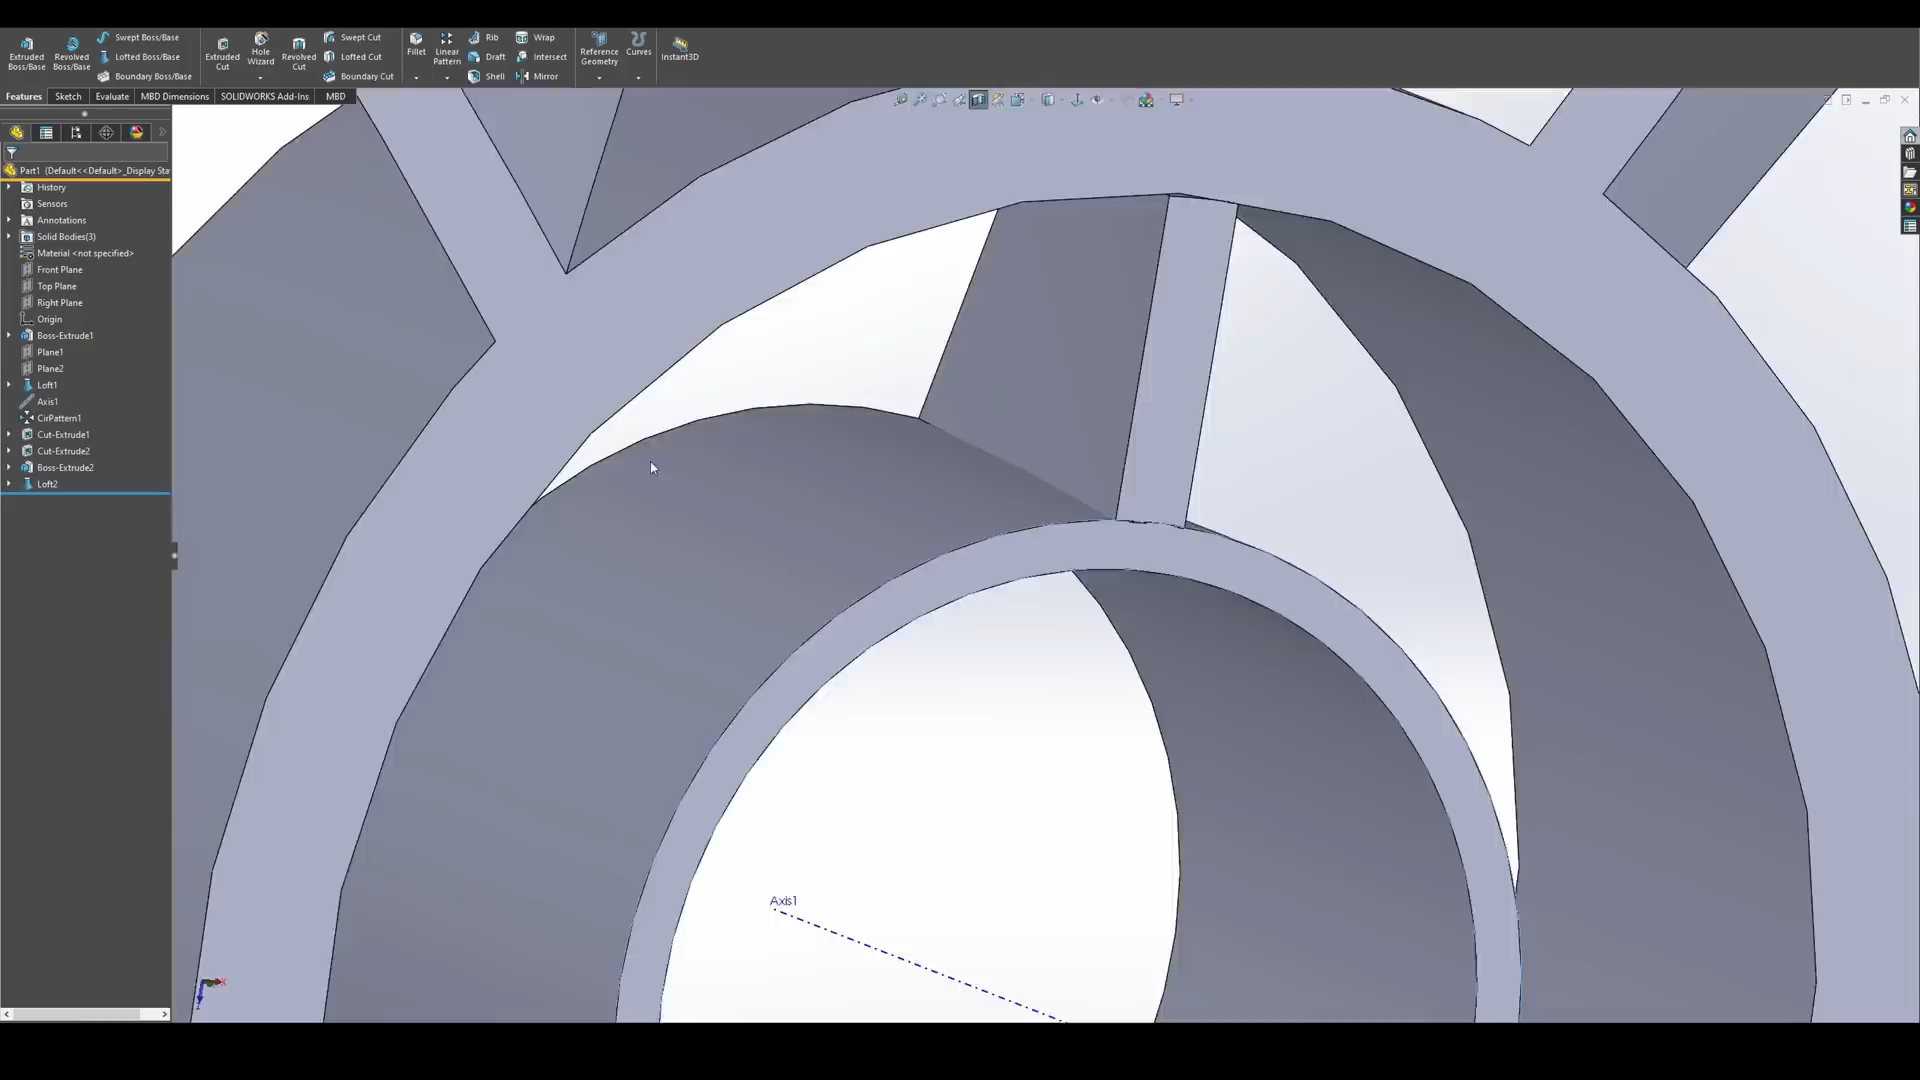 Extruded Boss/Base
Revolved Boss/Base
Swept Boss/Base
Lofted Boss/Base
Boundary Boss/Base
Extruded Cut
Hole Wizard
Revolved Cut
Swept Cut
Lofted Cut
Boundary Cut
Fillet
Linear Pattern
Rib
Draft
Shell
Wrap
Intersect
Mirror
Reference Geometry
Curves
Instant3D
Features
Sketch
Evaluate
MBD Dimensions
SOLIDWORKS Add-Ins
MBD
Part1 (Default<<Default>_Display Sta
History
Sensors
Annotations
Solid Bodies(3)
Material <not specified>
Front Plane
Top Plane
Right Plane
Origin
Boss-Extrude1
Plane1
Plane2
Loft1
Axis1
CirPattern1
Cut-Extrude1
Cut-Extrude2
Boss-Extrude2
Loft2
Axis1
X